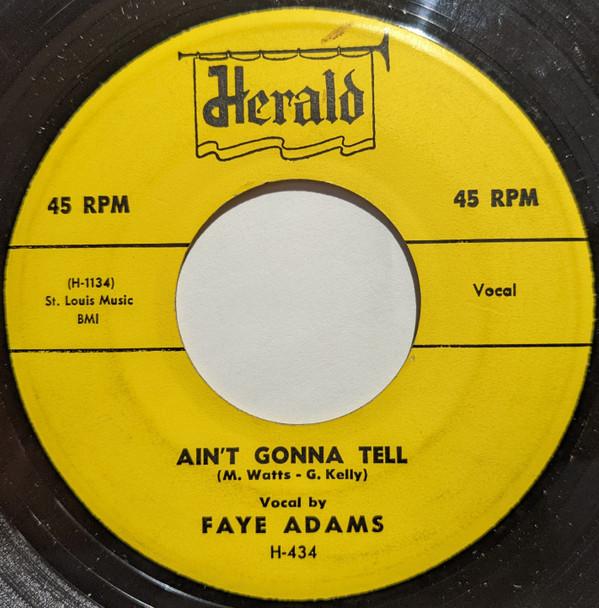 Herald
45 RPM
45 RPM
(H-1134)
St. Louis Music
BMI
Vocal
AIN'T GONNA TELL
(M. Watts - G. Kelly)
Vocal by
FAYE ADAMS
H-434